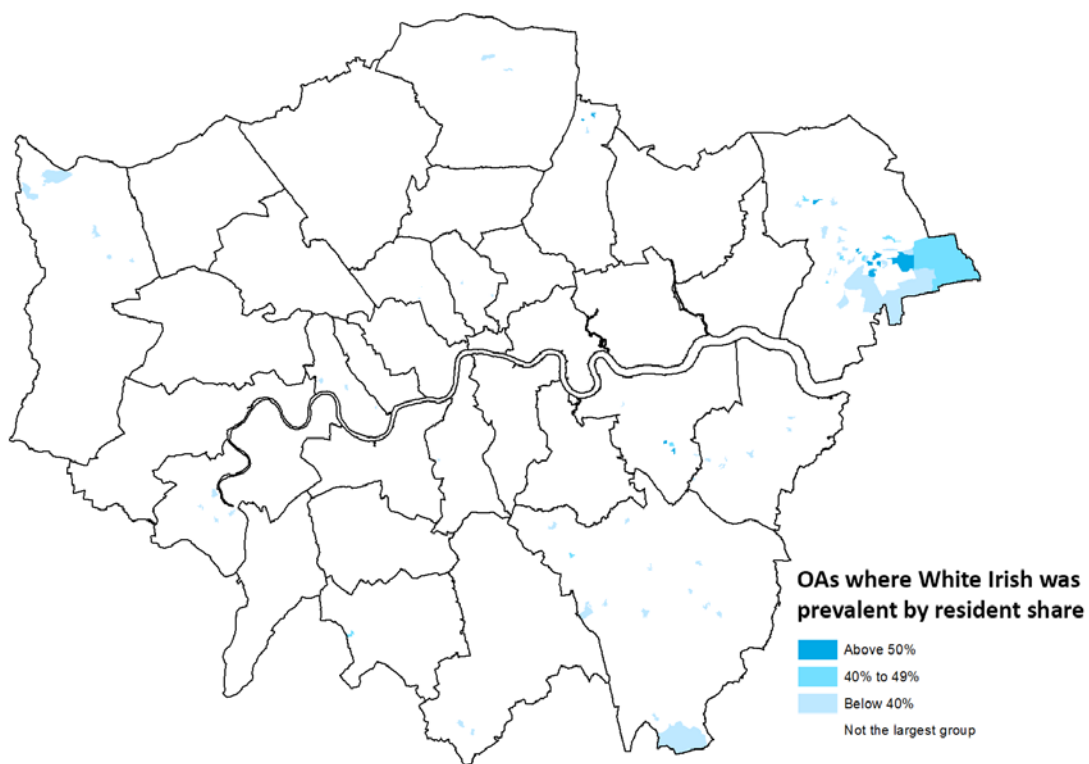 OAs where White Irish was
prevalent by resident share
Above 50%
40% to 49%
Below 40%
Not the largest group